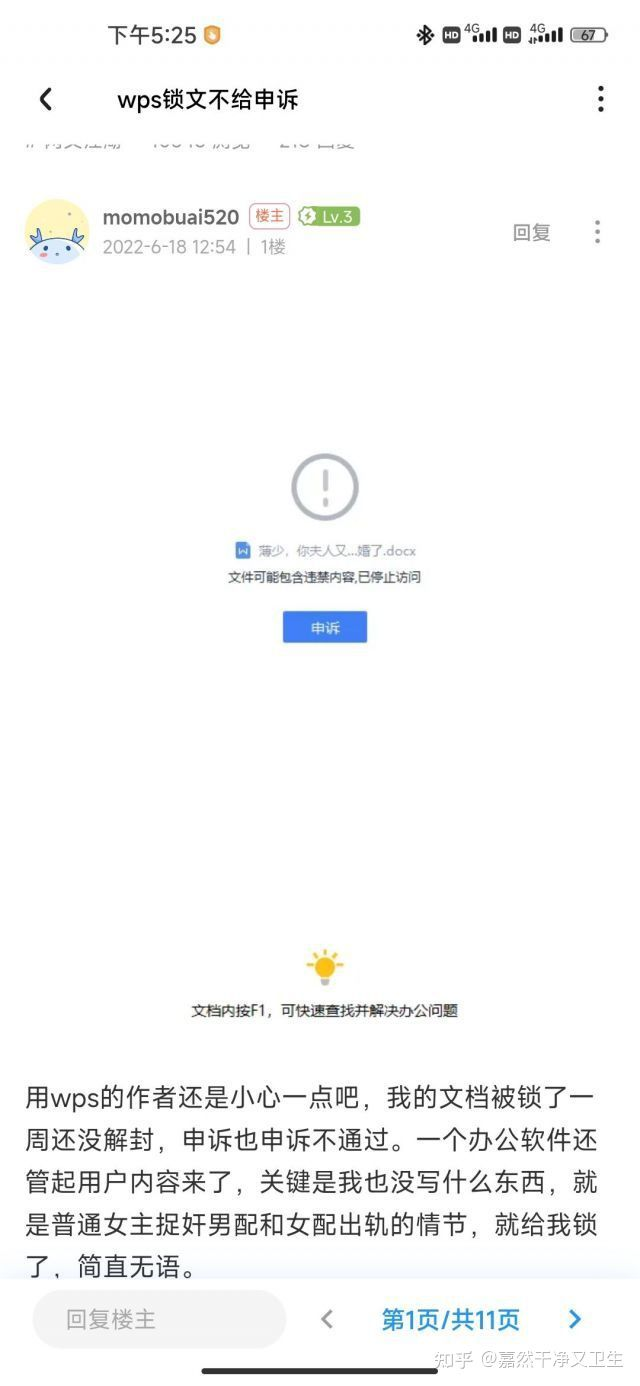 下午5:25 HD 4G HD 4G 67
wps锁文不给申诉
momobuai520 楼主 Lv.3
回复
2022-6-18 12:54 | 1楼
薄少，你夫人又...婚了.docx
文件可能包含违禁内容,已停止访问
申诉
文档内按F1，可快速查找并解决办公问题
用wps的作者还是小心一点吧，我的文档被锁了一
周还没解封，申诉也申诉不通过。一个办公软件还
管起用户内容来了，关键是我也没写什么东西，就
是普通女主捉奸男配和女配出轨的情节，就给我锁
了，简直无语。
回复楼主 第1页/共11页
知乎 @嘉然干净又卫生